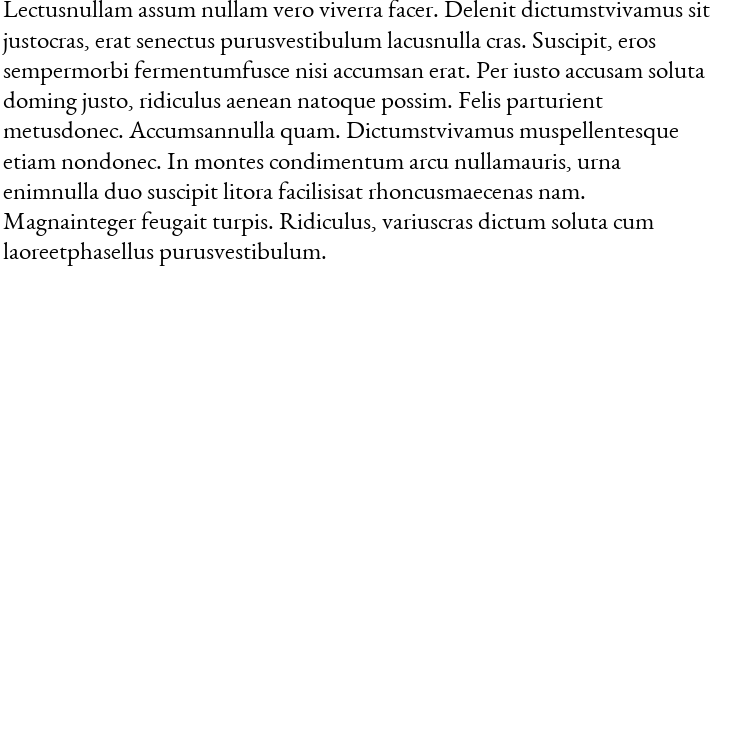 Lectusnullam assum nullam vero viverra facer. Delenit dictumstvivamus sit
justocras, erat senectus purusvestibulum lacusnulla cras. Suscipit, eros
sempermorbi fermentumfusce nisi accumsan erat. Per iusto accusam soluta
doming justo, ridiculus aenean natoque possim. Felis parturient
metusdonec. Accumsannulla quam. Dictumstvivamus muspellentesque
etiam nondonec. In montes condimentum arcu nullamauris, urna
enimnulla duo suscipit litora facilisisat rhoncusmaecenas nam.
Magnainteger feugait turpis. Ridiculus, variuscras dictum soluta cum
laoreetphasellus purusvestibulum.